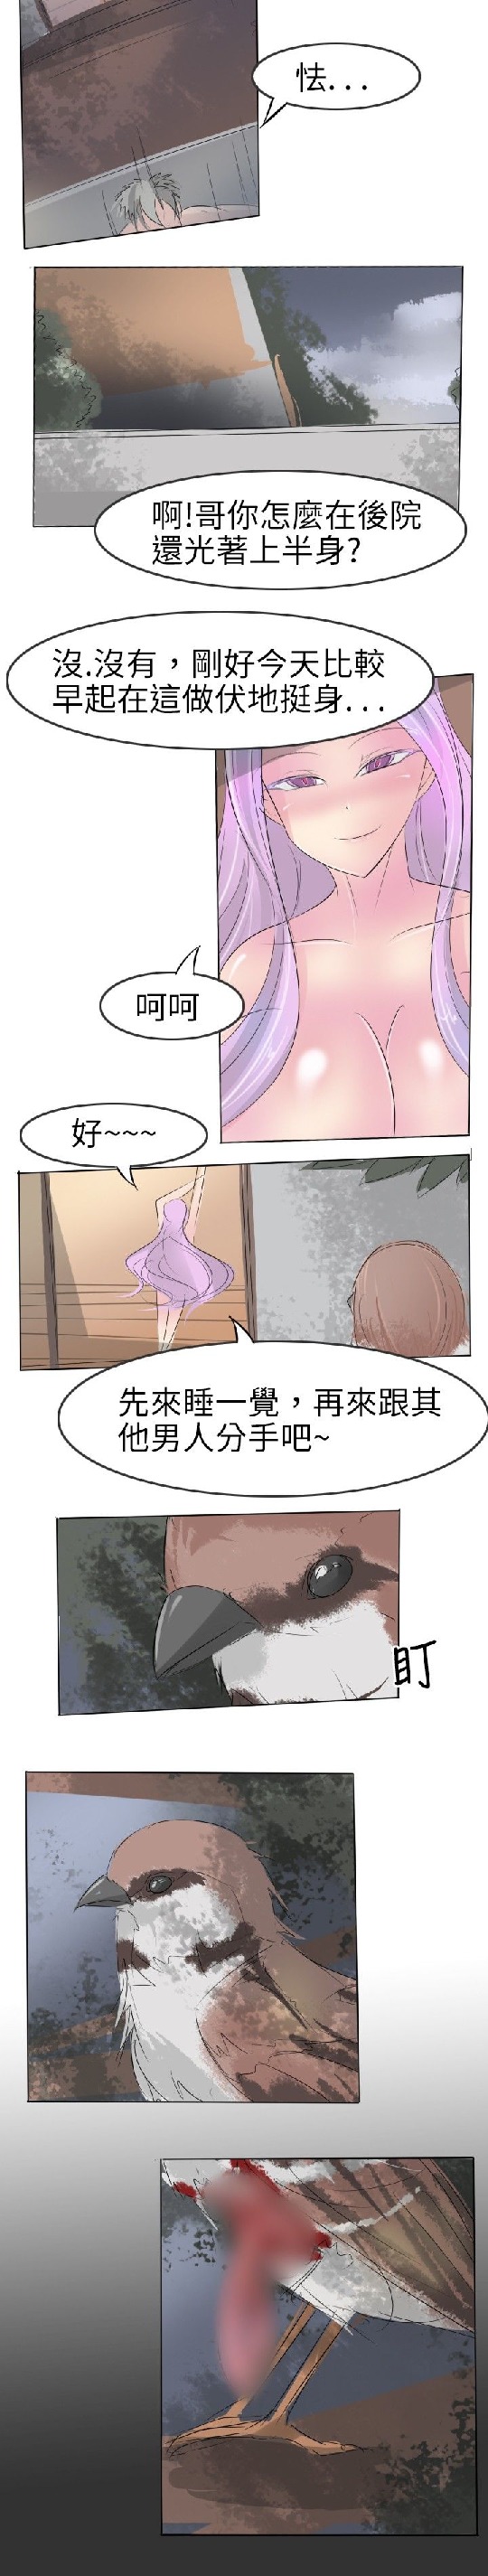 怯...
啊!哥你怎麼在後院
還光著上半身?
沒.沒有，剛好今天比較
早起在這做伏地挺身...
呵呵
好~~~
先來睡一覺，再來跟其
他男人分手吧~
盯